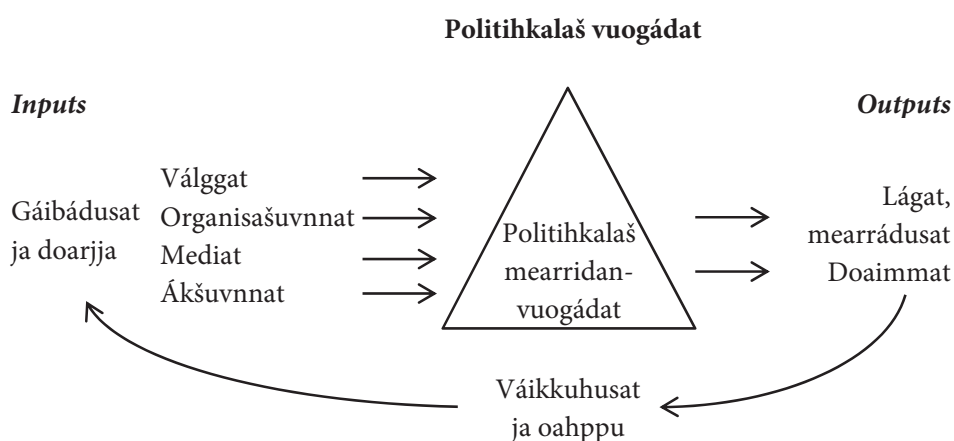 Politihkalaš vuogádat
Inputs
Outputs
Gáibádusat
ja doarjja
Válggat
Organisašuvnnat
Mediat
Ákšuvnnat
Politihkalaš
mearridan-
vuogádat
Lágat,
mearrádusat
Doaimmat
Váikkuhusat
ja oahppu